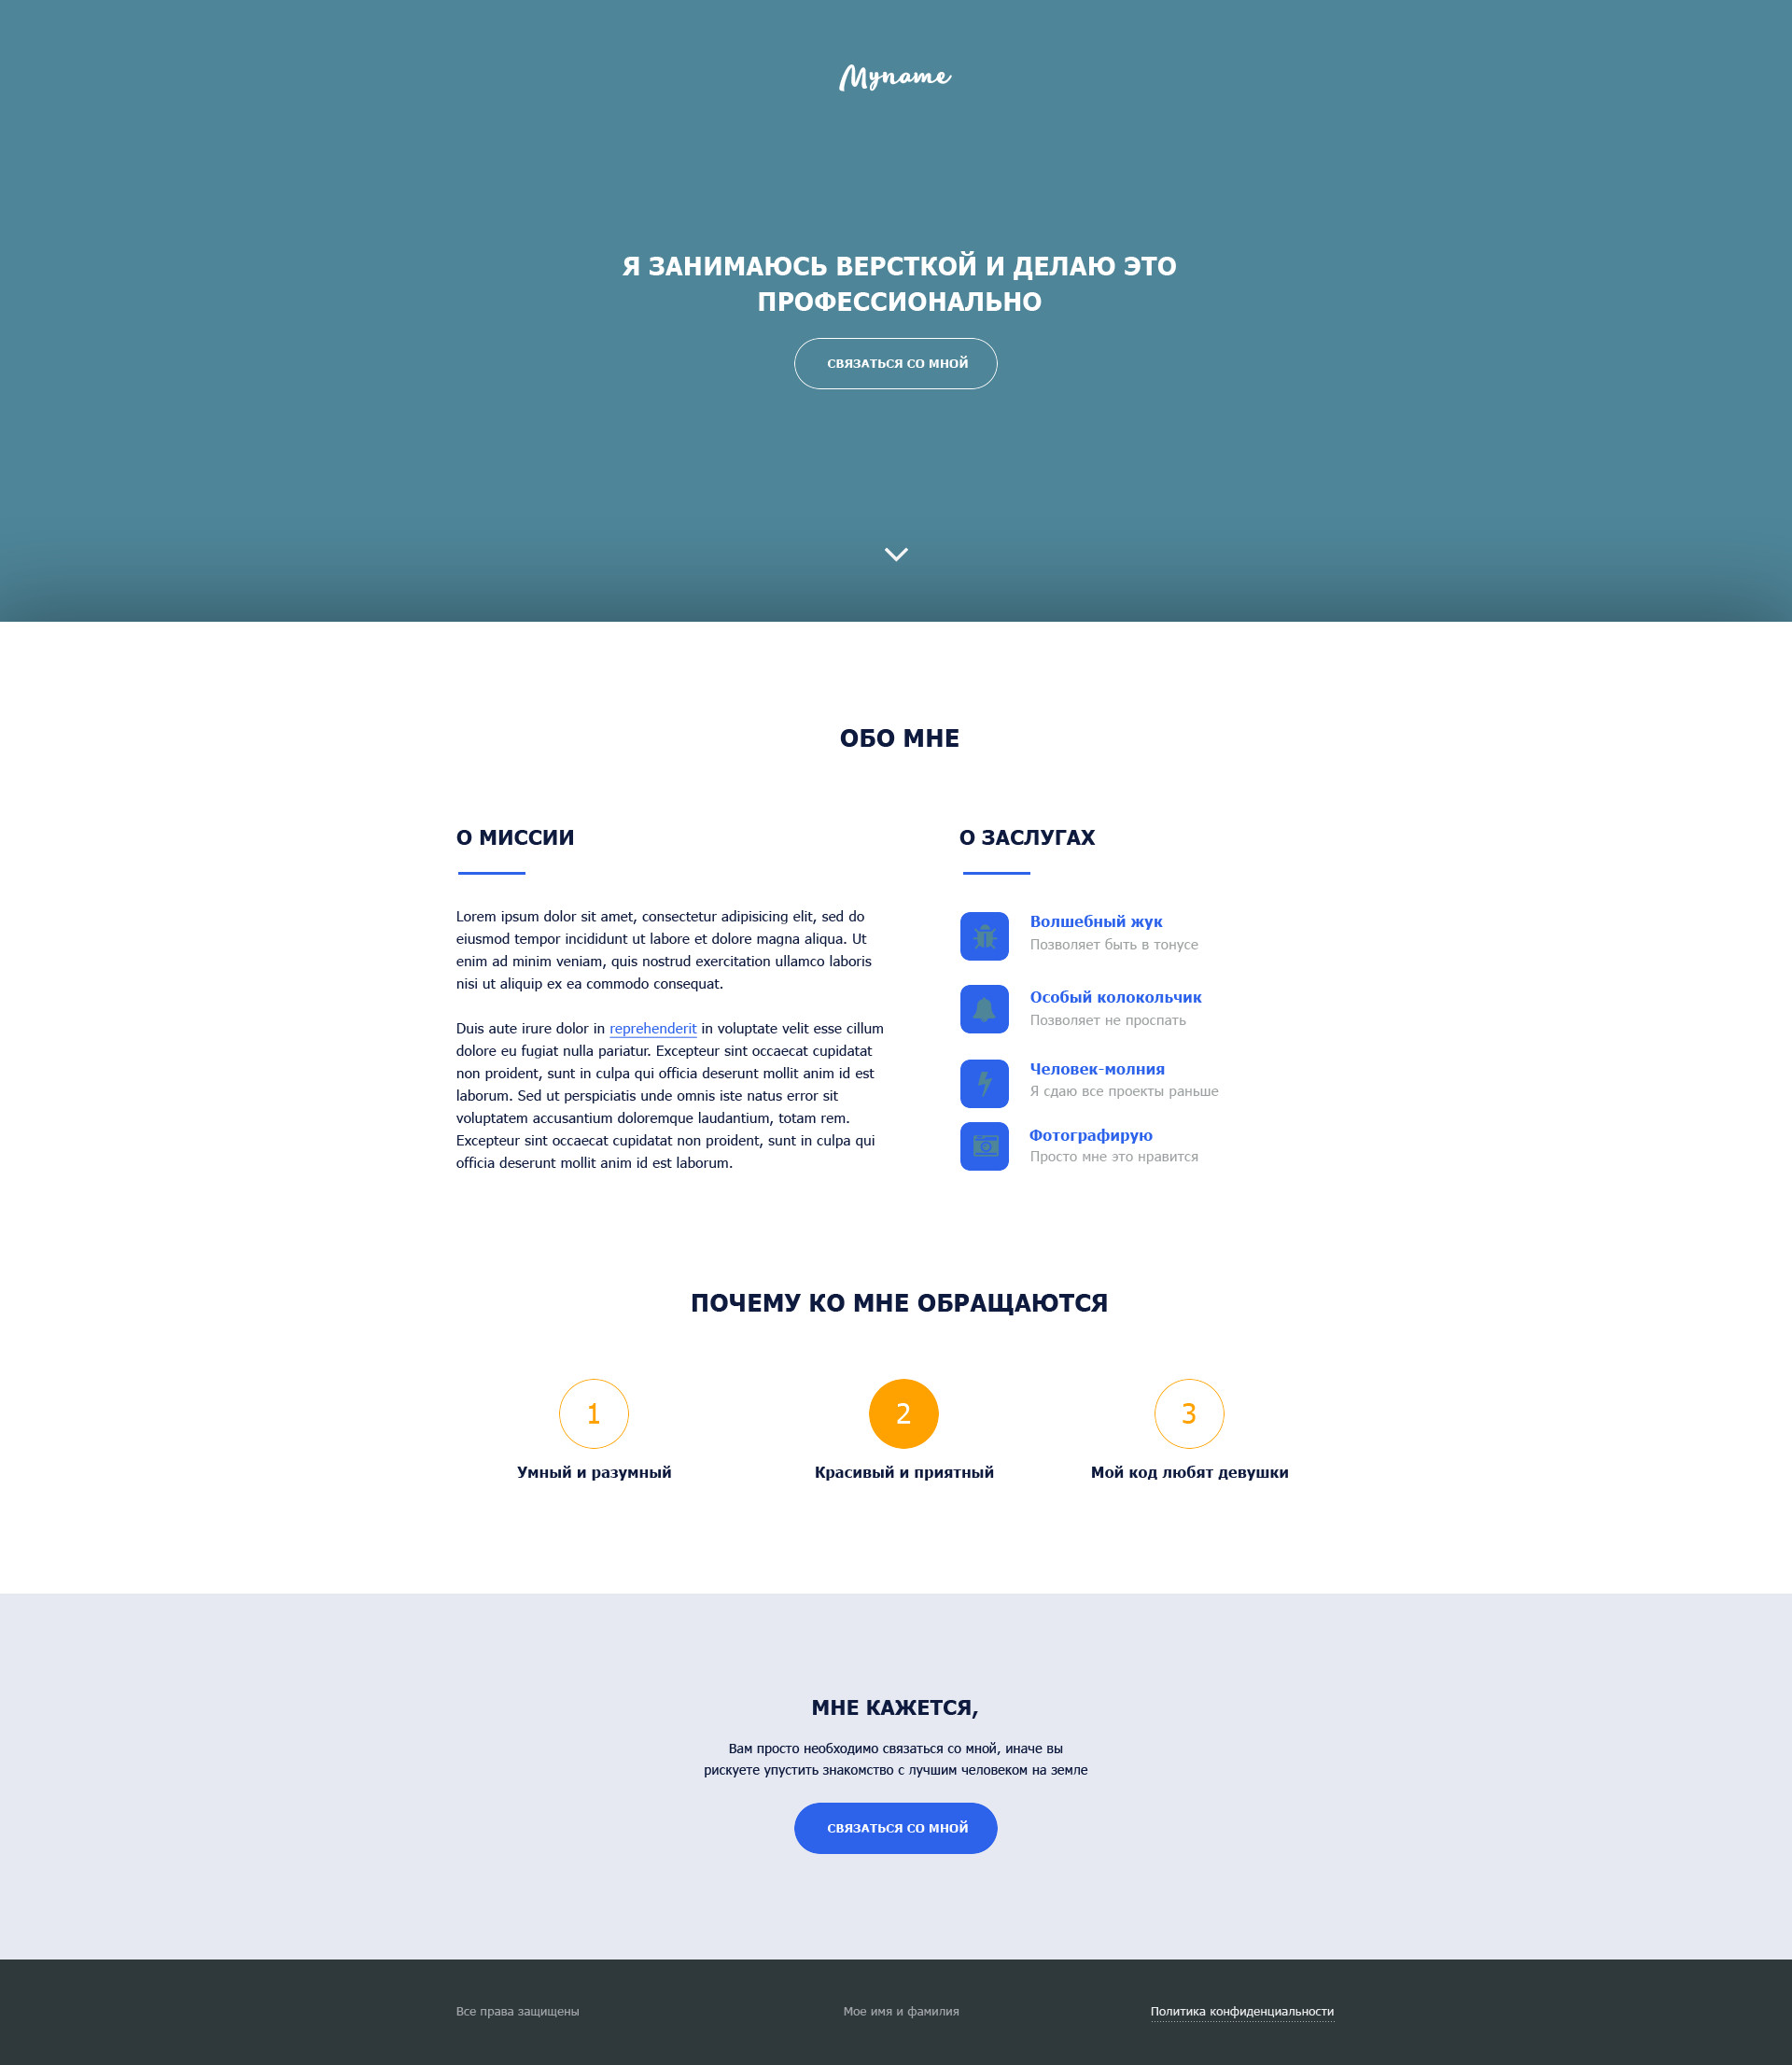 Myname
Я ЗАНИМАЮСЬ ВЕРСТКОЙ И ДЕЛАЮ ЭТО
ПРОФЕССИОНАЛЬНО
СВЯЗАТЬСЯ СО МНОЙ
ОБО МНЕ
О МИССИИ
Lorem ipsum dolor sit amet, consectetur adipisicing elit, sed do
eiusmod tempor incididunt ut labore et dolore magna aliqua. Ut
enim ad minim veniam, quis nostrud exercitation ullamco laboris
nisi ut aliquip ex ea commodo consequat.
Duis aute irure dolor in reprehenderit in voluptate velit esse cillum
dolore eu fugiat nulla pariatur. Excepteur sint occaecat cupidatat
non proident, sunt in culpa qui officia deserunt mollit anim id est
laborum. Sed ut perspiciatis unde omnis iste natus error sit
voluptatem accusantium doloremque laudantium, totam rem.
Excepteur sint occaecat cupidatat non proident, sunt in culpa qui
officia deserunt mollit anim id est laborum.
О ЗАСЛУГАХ
Волшебный жук
Позволяет быть в тонусе
Особый колокольчик
Позволяет не проспать
Человек-молния
Я сдаю все проекты раньше
Фотографирую
Просто мне это нравится
ПОЧЕМУ КО МНЕ ОБРАЩАЮТСЯ
1
Умный и разумный
2
Красивый и приятный
3
Мой код любят девушки
МНЕ КАЖЕТСЯ,
Вам просто необходимо связаться со мной, иначе вы
рискуете упустить знакомство с лучшим человеком на земле
СВЯЗАТЬСЯ СО МНОЙ
Все права защищены
Мое имя и фамилия
Политика конфиденциальности